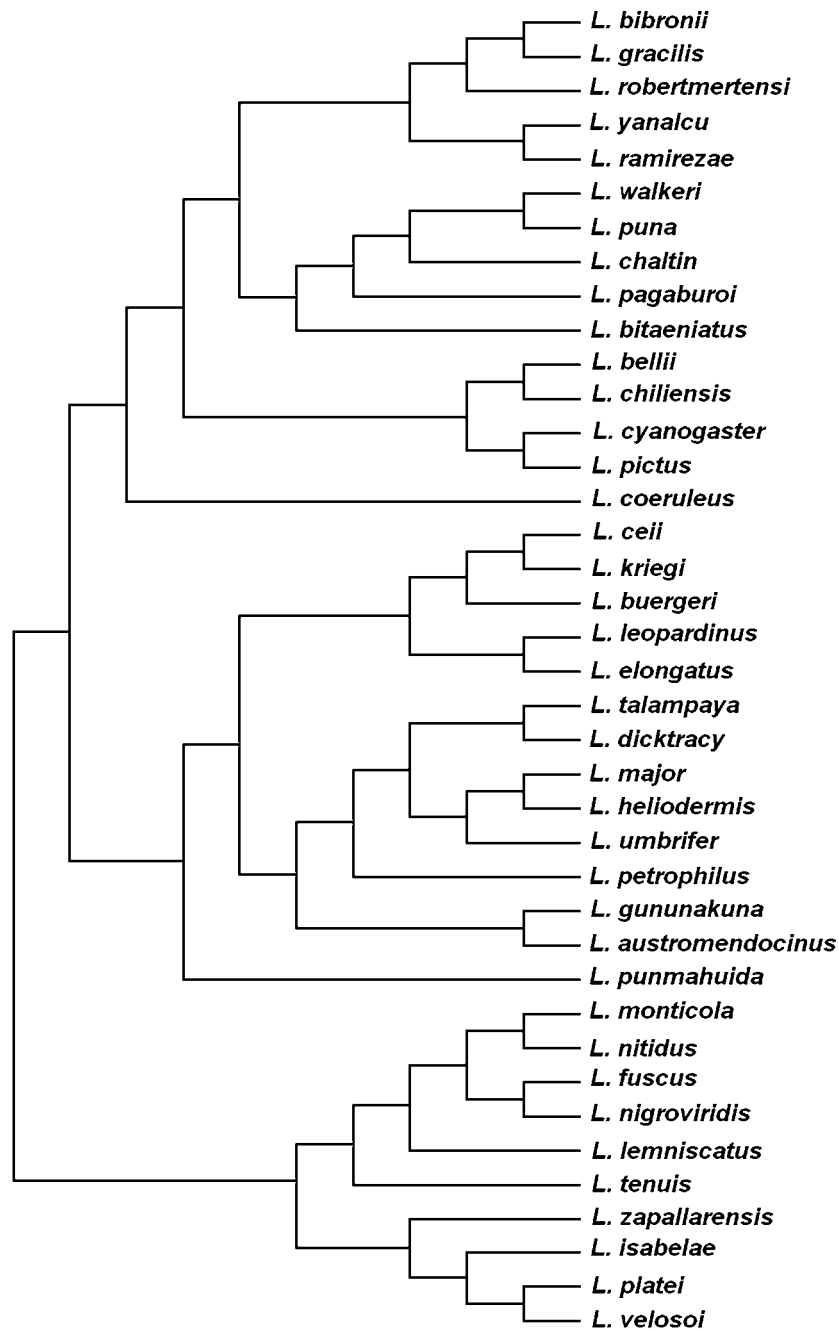 L. bibronii
L. gracilis
L. robertmertensi
L. yanalcu
L. ramirezae
L. walkeri
L. puna
L. chaltin
L. pagaburoi
L. bitaeniatus
L. bellii
L. chiliensis
L. cyanogaster
L. pictus
L. coeruleus
L. ceii
L. kriegi
L. buergeri
L. leopardinus
L. elongatus
L. talampaya
L. dicktracy
L. major
L. heliodermis
L. umbrifer
L. petrophilus
L. gununakuna
L. austromendocinus
L. punmahuida
L. monticola
L. nitidus
L. fuscus
L. nigroviridis
L. lemniscatus
L. tenuis
L. zapallarensis
L. isabelae
L. platei
L. velosoi